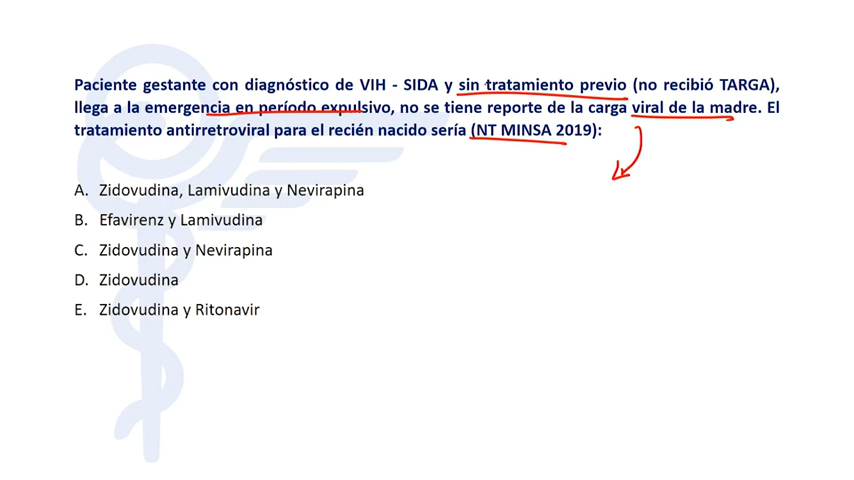 Paciente gestante con diagnóstico de VIH - SIDA y sin tratamiento previo (no recibió TARGA),
llega a la emergencia en período expulsivo, no se tiene reporte de la carga viral de la madre. El
tratamiento antirretroviral para el recién nacido sería (NT MINSA 2019):
A. Zidovudina, Lamivudina y Nevirapina
B. Efavirenz y Lamivudina
C. Zidovudina y Nevirapina
D. Zidovudina
E. Zidovudina y Ritonavir